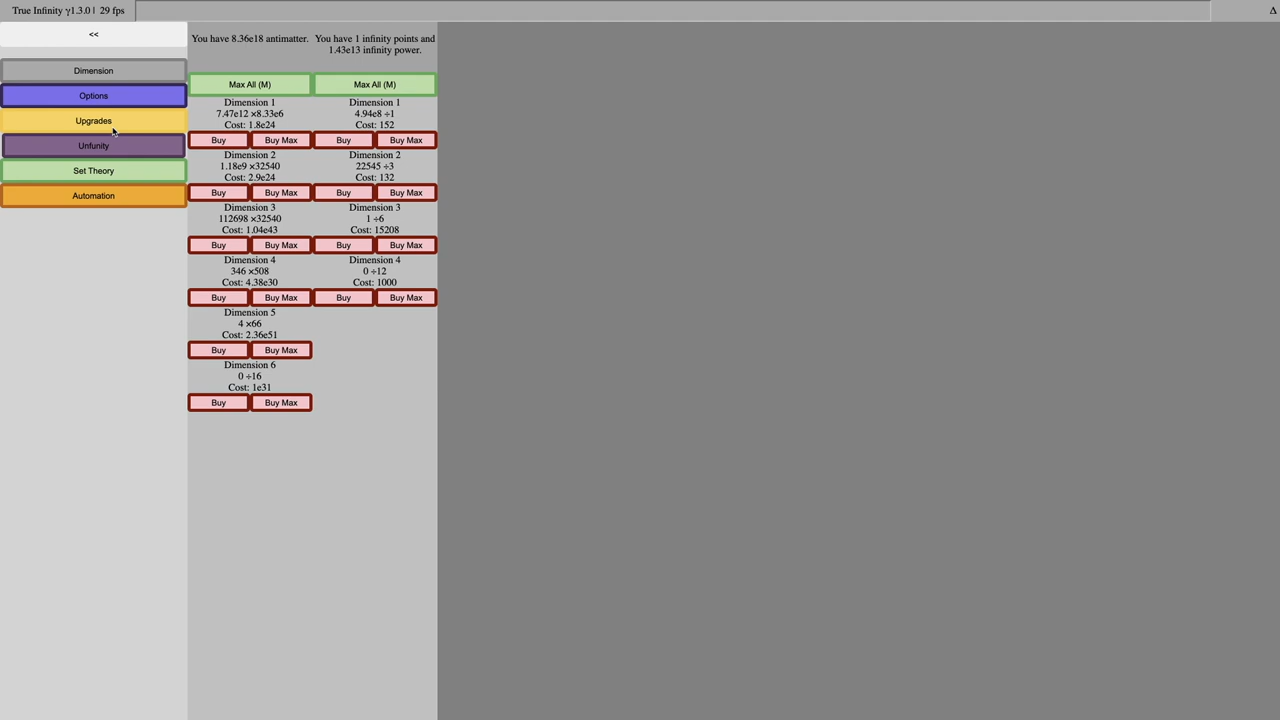 True Infinity γ1.3.0 | 29 fps
Δ
<<
Dimension
Options
Upgrades
Unfunity
Set Theory
Automation
You have 8.36e18 antimatter.
Max All (M)
Dimension 1
7.47e12 ×8.33e6
Cost: 1.8e24
Buy Buy Max
Dimension 2
1.18e9 ×32540
Cost: 2.9e24
Buy Buy Max
Dimension 3
112698 ×32540
Cost: 1.04e43
Buy Buy Max
Dimension 4
346 ×508
Cost: 4.38e30
Buy Buy Max
Dimension 5
4 ×66
Cost: 2.36e51
Buy Buy Max
Dimension 6
0 ÷16
Cost: 1e31
Buy Buy Max
You have 1 infinity points and
1.43e13 infinity power.
Max All (M)
Dimension 1
4.94e8 ÷1
Cost: 152
Buy Buy Max
Dimension 2
22545 ÷3
Cost: 132
Buy Buy Max
Dimension 3
1 ÷6
Cost: 15208
Buy Buy Max
Dimension 4
0 ÷12
Cost: 1000
Buy Buy Max